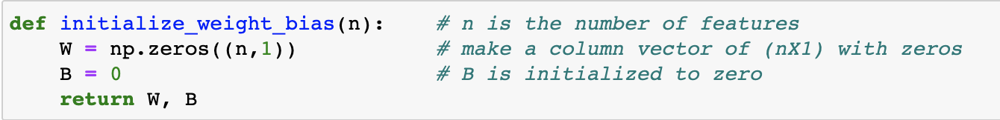 def initialize_weight_bias(n):    # n is the number of features
    W = np.zeros((n,1))           # make a column vector of (nX1) with zeros
    B = 0                         # B is initialized to zero
    return W, B